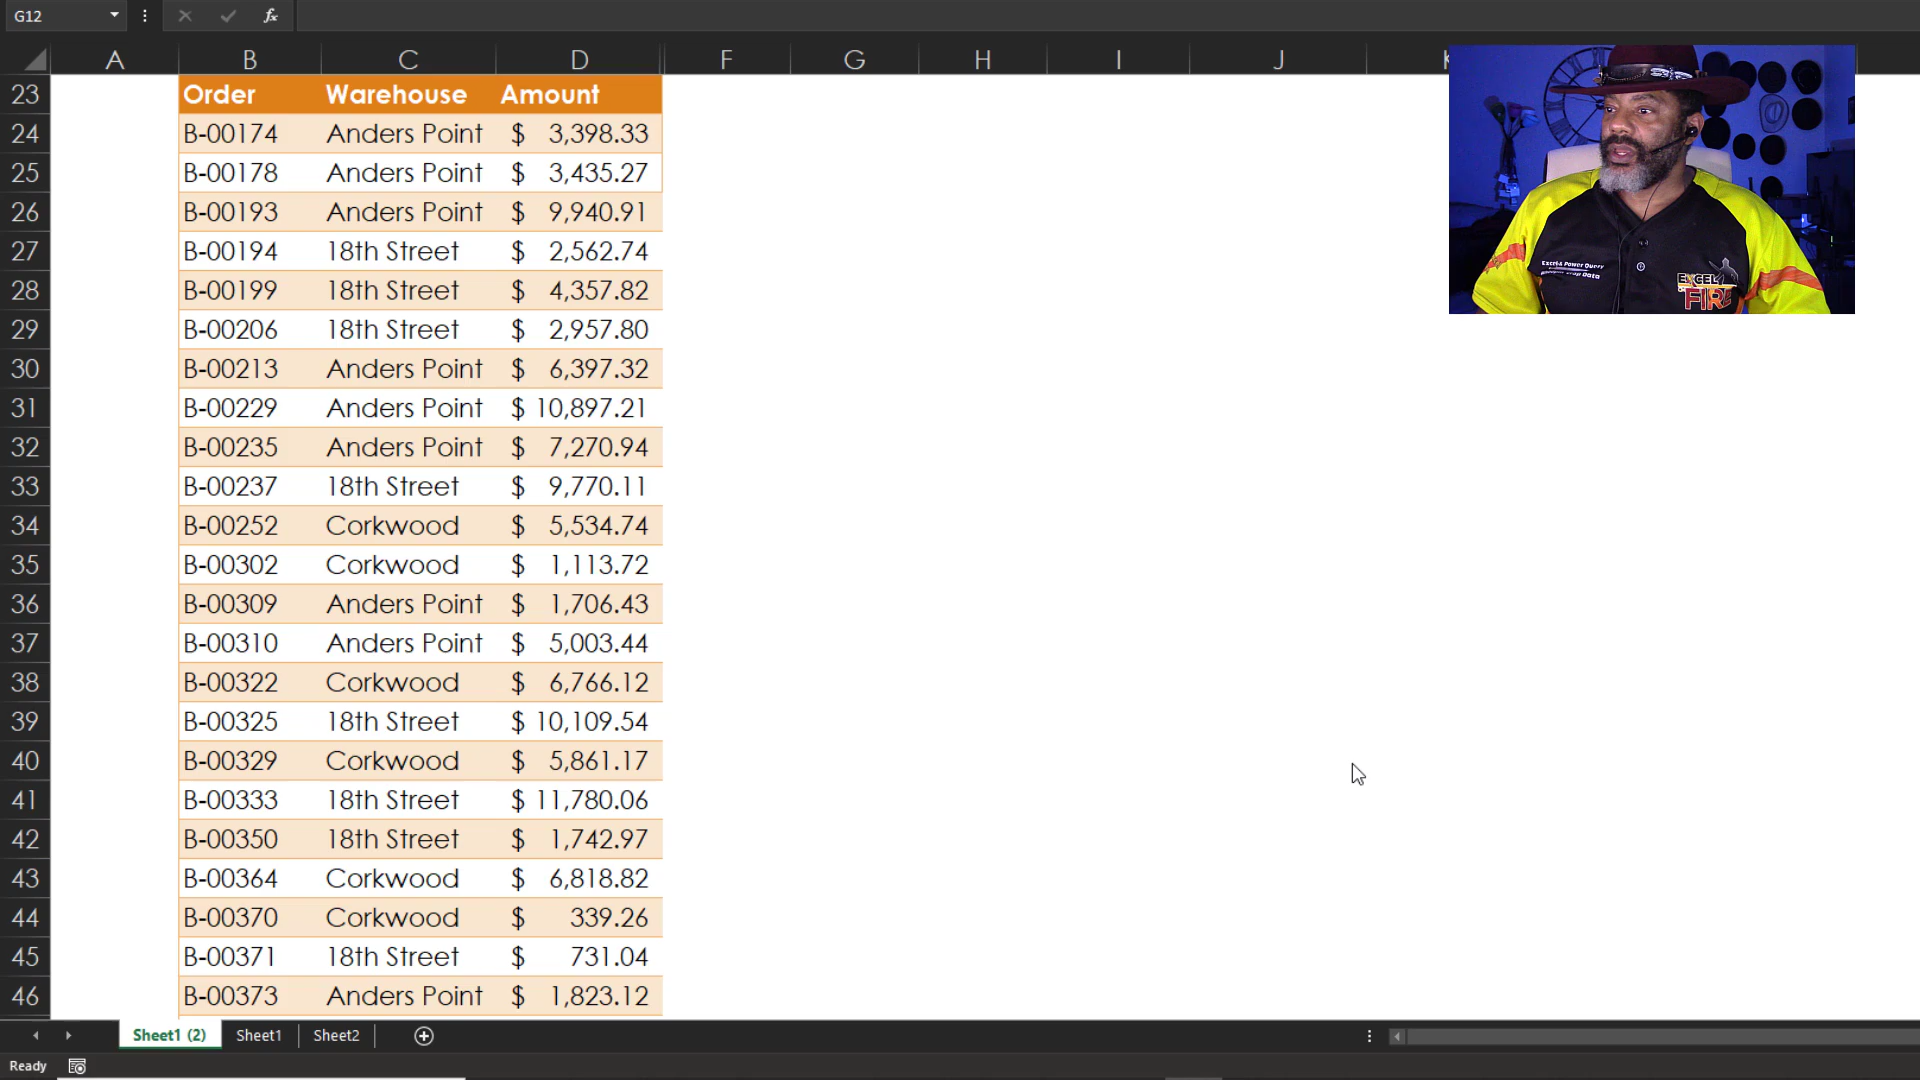 G12
fx
A B C D F G H I J
23 Order Warehouse Amount
24 B-00174 Anders Point $ 3,398.33
25 B-00178 Anders Point $ 3,435.27
26 B-00193 Anders Point $ 9,940.91
27 B-00194 18th Street $ 2,562.74
28 B-00199 18th Street $ 4,357.82
29 B-00206 18th Street $ 2,957.80
30 B-00213 Anders Point $ 6,397.32
31 B-00229 Anders Point $ 10,897.21
32 B-00235 Anders Point $ 7,270.94
33 B-00237 18th Street $ 9,770.11
34 B-00252 Corkwood $ 5,534.74
35 B-00302 Corkwood $ 1,113.72
36 B-00309 Anders Point $ 1,706.43
37 B-00310 Anders Point $ 5,003.44
38 B-00322 Corkwood $ 6,766.12
39 B-00325 18th Street $ 10,109.54
40 B-00329 Corkwood $ 5,861.17
41 B-00333 18th Street $ 11,780.06
42 B-00350 18th Street $ 1,742.97
43 B-00364 Corkwood $ 6,818.82
44 B-00370 Corkwood $ 339.26
45 B-00371 18th Street $ 731.04
46 B-00373 Anders Point $ 1,823.12
Excel & Power Query
EXCEL
FIRE
Sheet1 (2) Sheet1 Sheet2
Ready